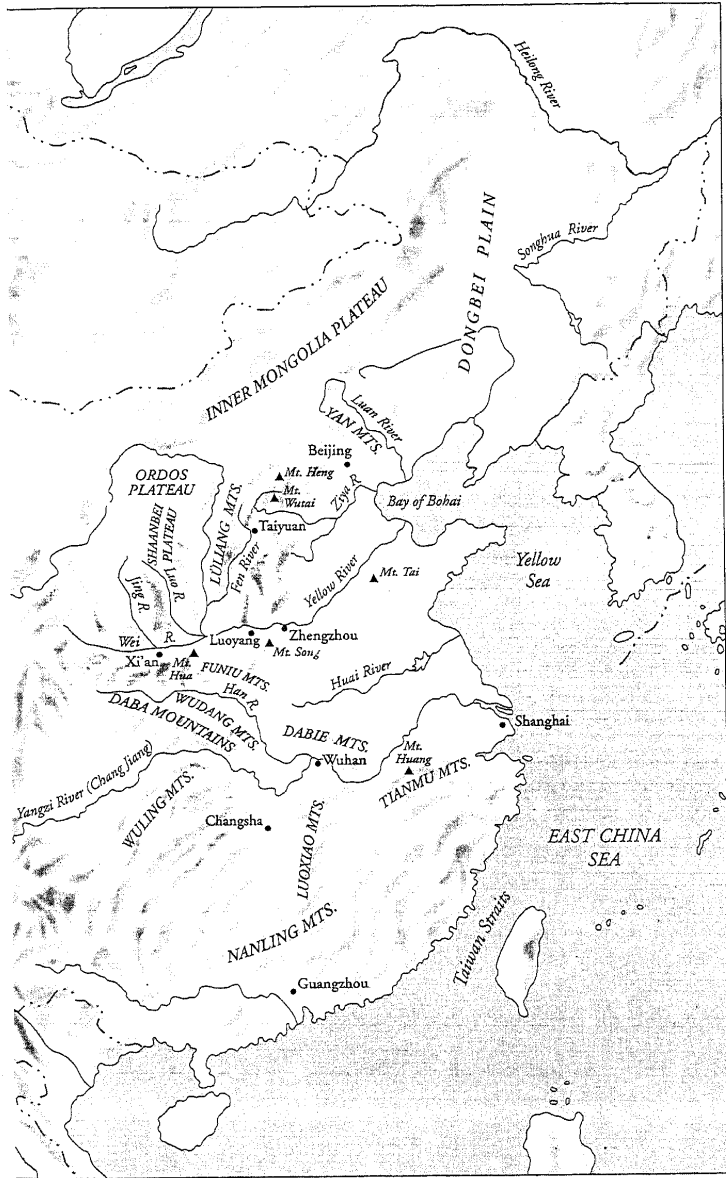 Heilong River
Songhua River
DONGBEI PLAIN
INNER MONGOLIA PLATEAU
Luan River
YAN MTS.
Beijing
Mt. Heng
Mt.
Wutai
Ziya R.
Bay of Bohai
ORDOS
PLATEAU
SHAANBEI
PLATEAU
LÜLIANG MTS.
Taiyuan
Fen River
Luo R.
Jing R.
Yellow River
Mt. Tai
Yellow
Sea
Wei R.
Luoyang
Zhengzhou
Mt. Song
Xi'an
Mt.
Hua
FUNIU MTS.
Huai River
Han R.
WUDANG MTS.
DABA MOUNTAINS
DABIE MTS.
Shanghai
Wuhan
Mt.
Huang
TIANMU MTS.
Yangzi River (Chang Jiang)
WULING MTS.
Changsha
LUOXIAO MTS.
EAST CHINA
SEA
NANLING MTS.
Taiwan Straits
Guangzhou